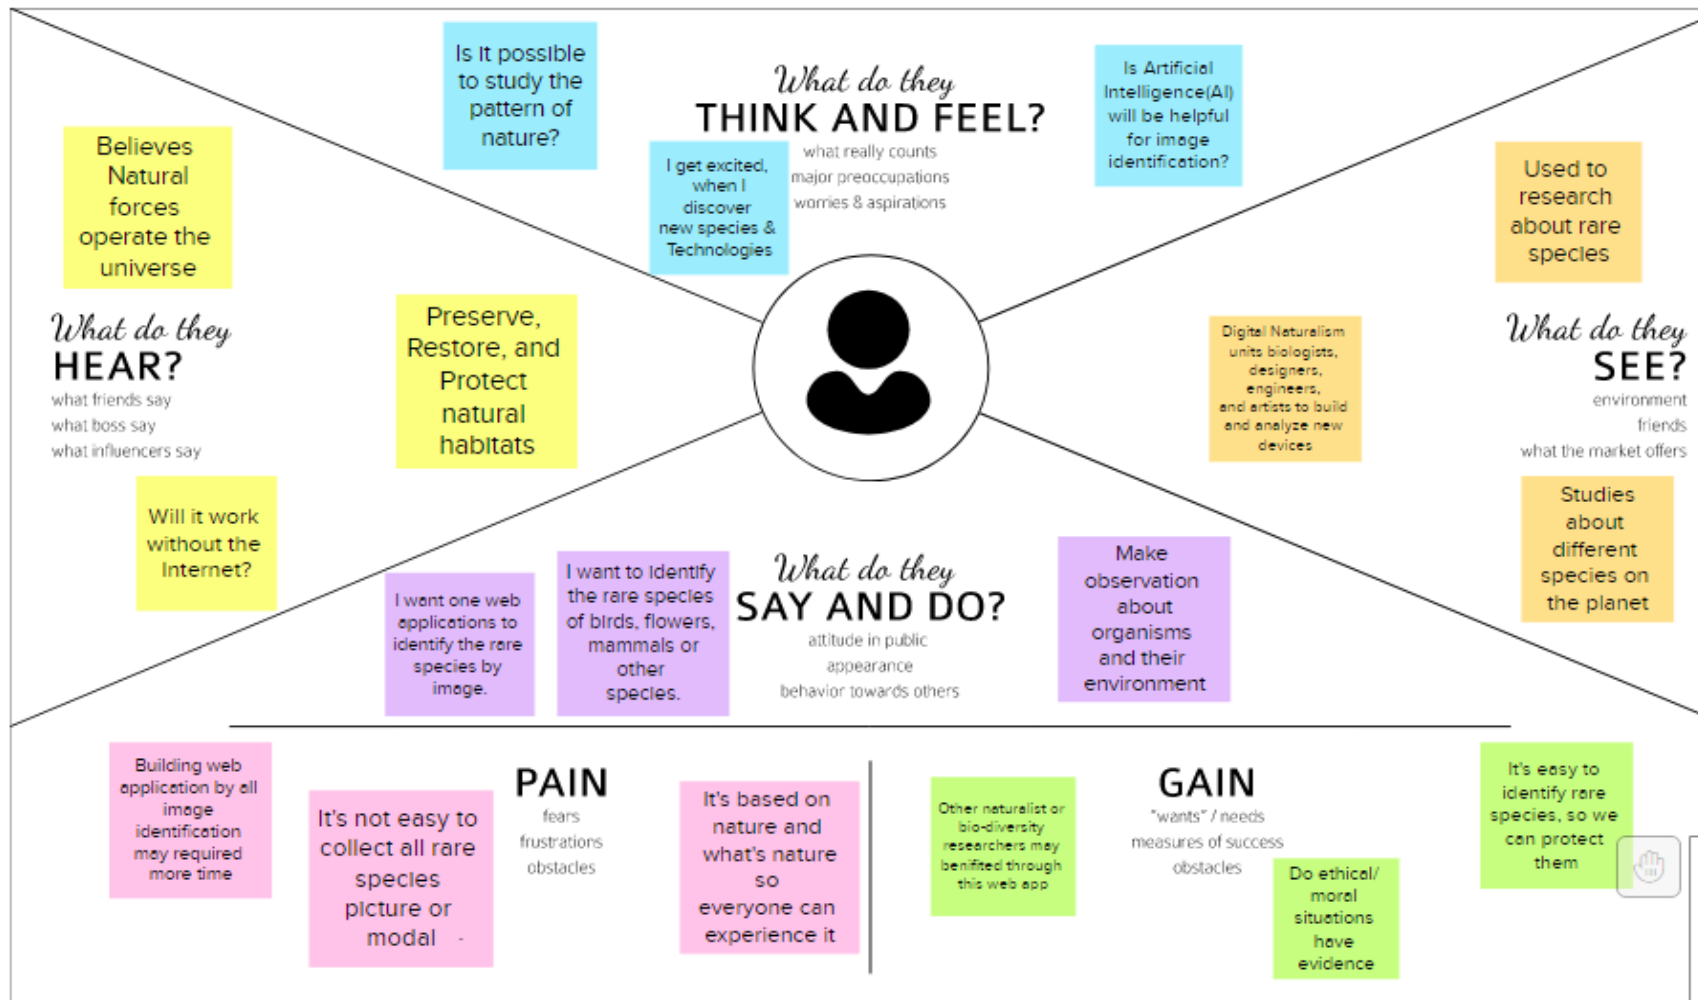 Is it possible
to study the
pattern of
nature?
What do they
THINK AND FEEL?
what really counts
major preoccupations
worries & aspirations
I get excited,
when I
discover
new species &
Technologies
Is Artificial
Intelligence(AI)
will be helpful
for image
identification?
Believes
Natural
forces
operate the
universe
What do they
HEAR?
what friends say
what boss say
what influencers say
Preserve,
Restore, and
Protect
natural
habitats
Will it work
without the
Internet?
Used to
research
about rare
species
Digital Naturalism
units biologists,
designers,
engineers,
and artists to build
and analyze new
devices
What do they
SEE?
environment
friends
what the market offers
Studies
about
different
species on
the planet
I want one web
applications to
identify the rare
species by
image.
I want to identify
the rare species
of birds, flowers,
mammals or
other
species.
What do they
SAY AND DO?
attitude in public
appearance
behavior towards others
Make
observation
about
organisms
and their
environment
Building web
application by all
image
identification
may required
more time
It's not easy to
collect all rare
species
picture or
modal -
PAIN
fears
frustrations
obstacles
It's based on
nature and
what's nature
so
everyone can
experience it
Other naturalist or
bio-diversity
researchers may
benifited through
this web app
GAIN
"wants" / needs
measures of success
obstacles
Do ethical/
moral
situations
have
evidence
It's easy to
identify rare
species, so we
can protect
them